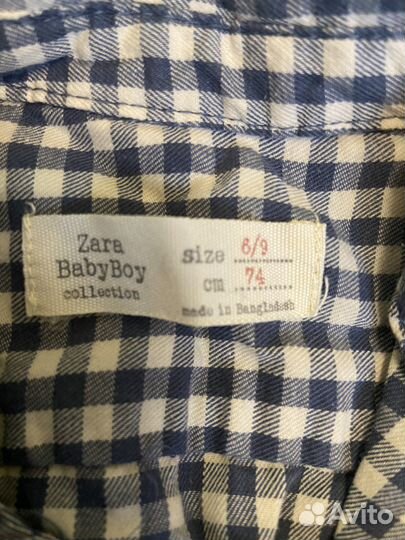 Zara
BabyBoy
collection
size 6/9
cm 74
made in Bangladesh
Avito